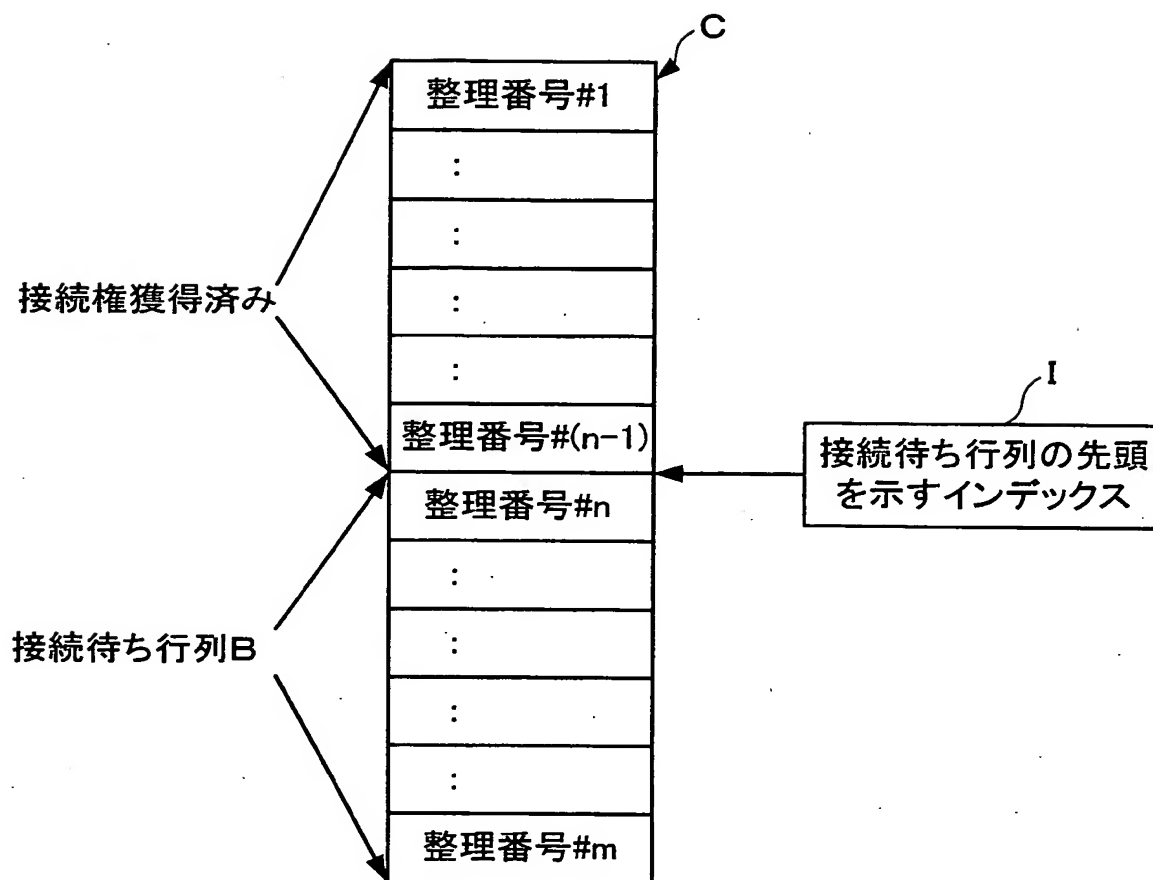 C
整理番号#1
:
:
:
:
接続権獲得済み
整理番号#(n-1)
I
接続待ち行列の先頭
を示すインデックス
整理番号#n
:
:
:
:
接続待ち行列B
整理番号#m